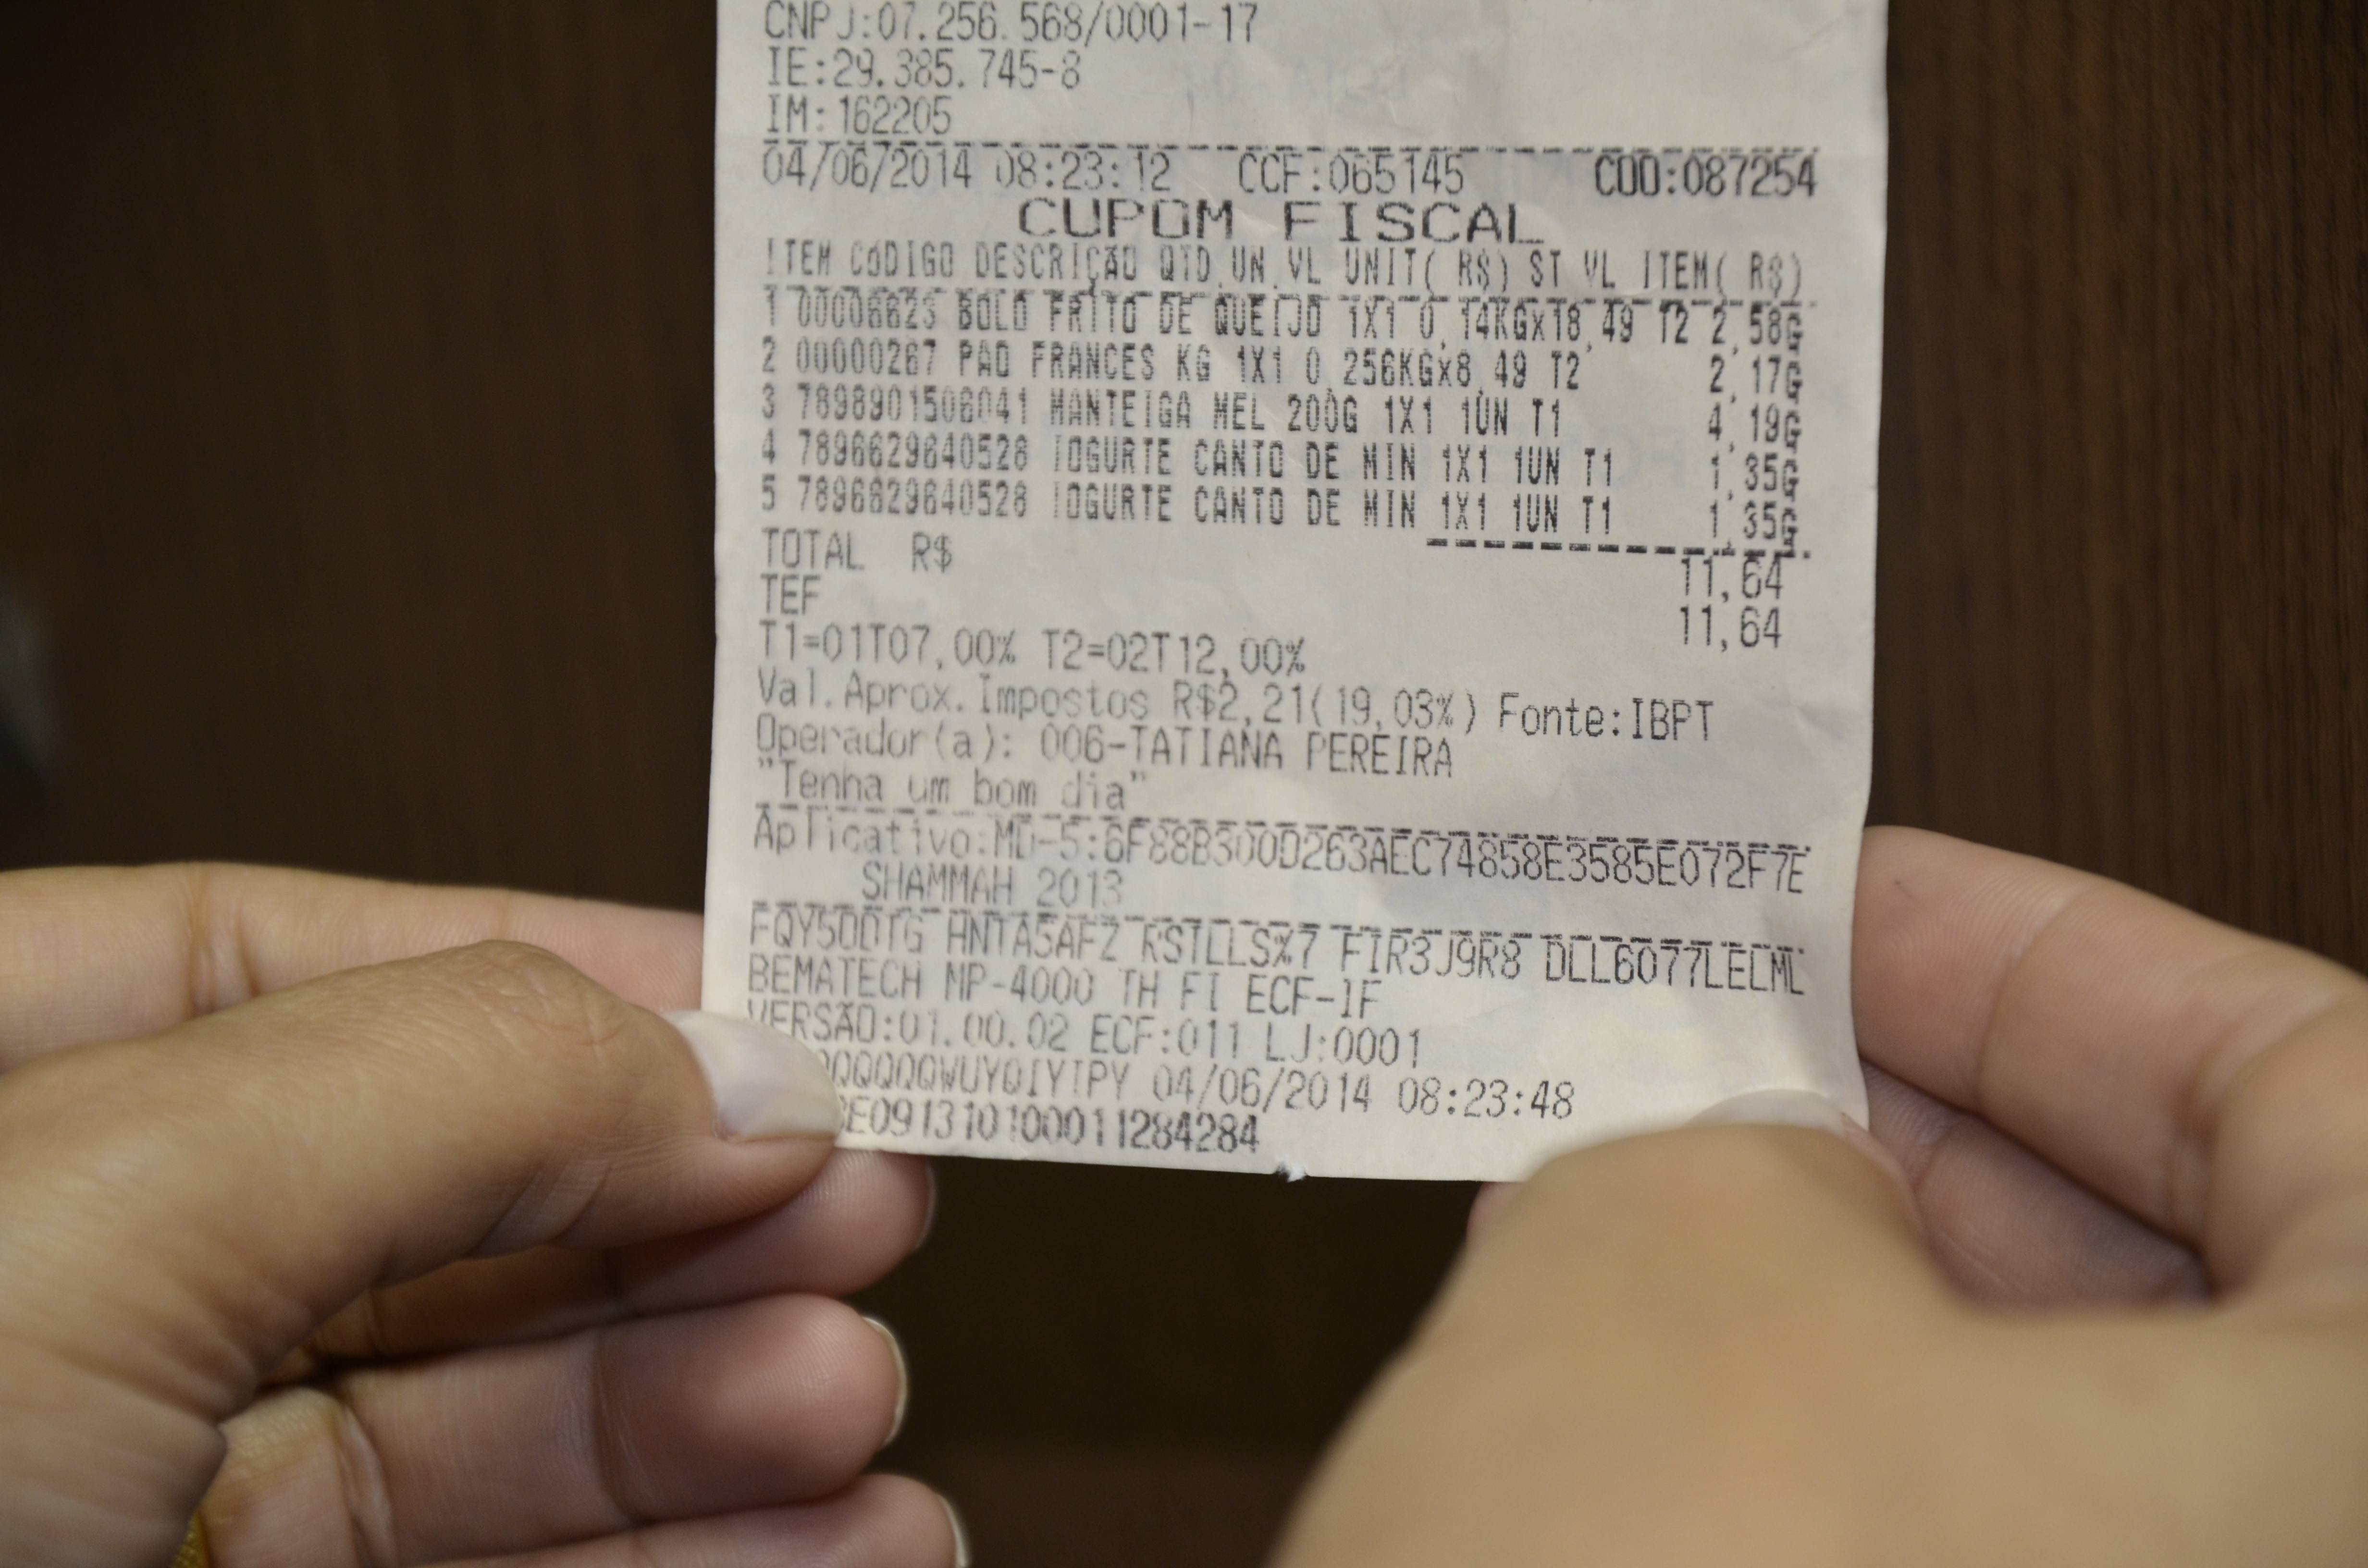 CNPJ:07.256.568/0001-17
IE:29.385.745-8
IM:162205
04/06/2014 08:23:12 CCF:065145 COO:087254
CUPOM FISCAL
ITEM CÓDIGO DESCRIÇÃO QTD.UN.VL UNIT( R$) ST VL ITEM( R$)
1 00006623 BOLO FRITO DE QUEIJO 1X1 0,14KGx18,49 T2 2,58G
2 00000267 PAO FRANCES KG 1X1 0,256KGx8,49 T2 2,17G
3 7898901506041 MANTEIGA MEL 200G 1X1 1UN T1 4,19G
4 7896629640528 IOGURTE CANTO DE MIN 1X1 1UN T1 1,35G
5 7896629640528 IOGURTE CANTO DE MIN 1X1 1UN T1 1,35G
TOTAL R$ 11,64
TEF 11,64
T1=01T07,00% T2=02T12,00%
Val.Aprox.Impostos R$2,21(19,03%) Fonte:IBPT
Operador(a): 006-TATIANA PEREIRA
"Tenha um bom dia"
Aplicativo:MD-5:6F88B300D263AEC74858E3585E072F7E
SHAMMAH 2013
HNTA5AFZ KSTLLS%7 FIR3J9R8 DLL6077LELML
BEMATECH MP-4000 TH FI ECF-IF
VERSÃO:01.00.02 ECF:011 LJ:0001
04/06/2014 08:23:48